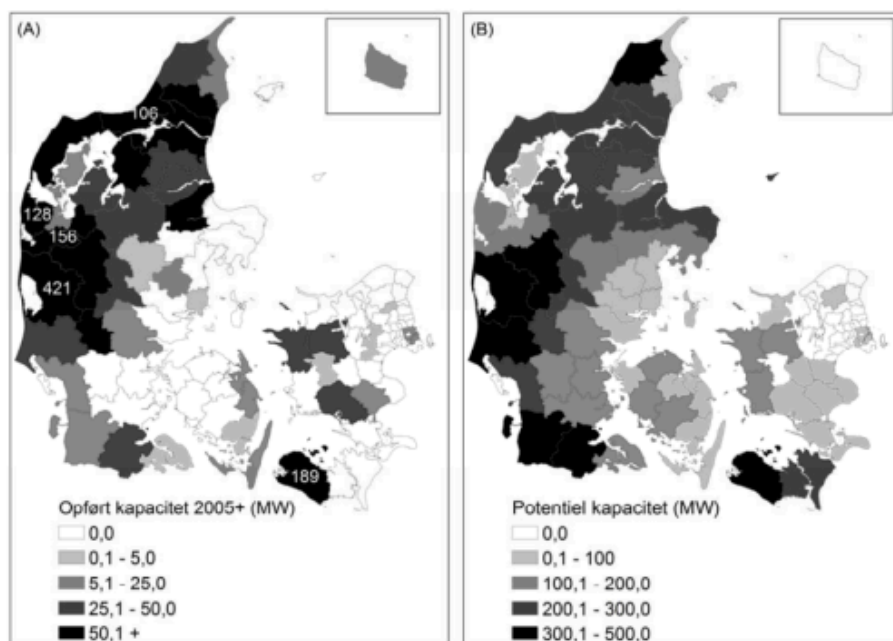 (A)
106
128
156
421
189
Opført kapacitet 2005+ (MW)
0,0
0,1 - 5,0
5,1 - 25,0
25,1 - 50,0
50,1 +
(B)
Potentiel kapacitet (MW)
0,0
0,1 - 100
100,1 - 200,0
200,1 - 300,0
300,1 - 500,0